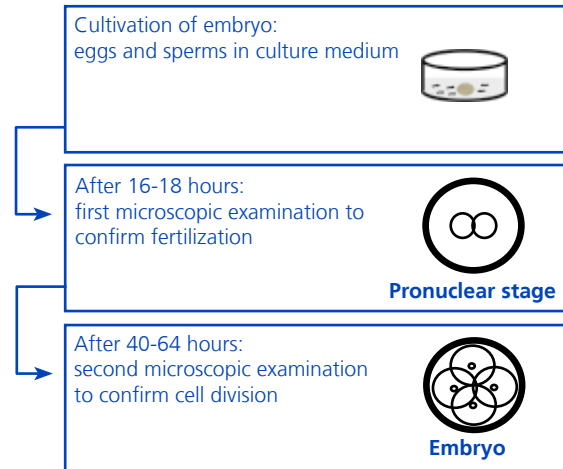 Cultivation of embryo:
eggs and sperms in culture medium
After 16-18 hours:
first microscopic examination to
confirm fertilization
Pronuclear stage
After 40-64 hours:
second microscopic examination
to confirm cell division
Embryo